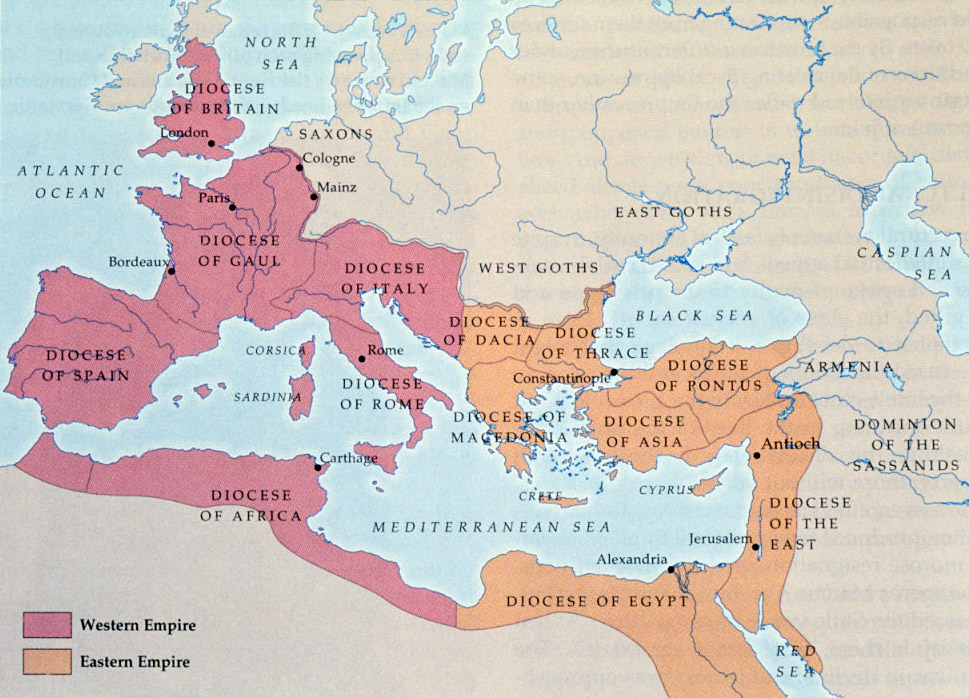 NORTH
SEA
DIOCESE
OF BRITAIN
London
SAXONS
Cologne
Mainz
ATLANTIC
OCEAN
Paris
DIOCESE
OF GAUL
Bordeaux
EAST GOTHS
CASPIAN
SEA
WEST GOTHS
DIOCESE
OF ITALY
BLACK SEA
DIOCESE
OF DACIA
DIOCESE
OF THRACE
CORSICA
Rome
DIOCESE
OF SPAIN
SARDINIA
DIOCESE
OF ROME
Constantinople
DIOCESE
OF PONTUS
ARMENIA
DIOCESE OF
MACEDONIA
DIOCESE
OF ASIA
Antioch
DOMINION
OF THE
SASSANIDS
Carthage
DIOCESE
OF AFRICA
CRETE
CYPRUS
MEDITERRANEAN SEA
DIOCESE
OF THE
EAST
Jerusalem
Alexandria
DIOCESE OF EGYPT
RED
SEA
Western Empire
Eastern Empire